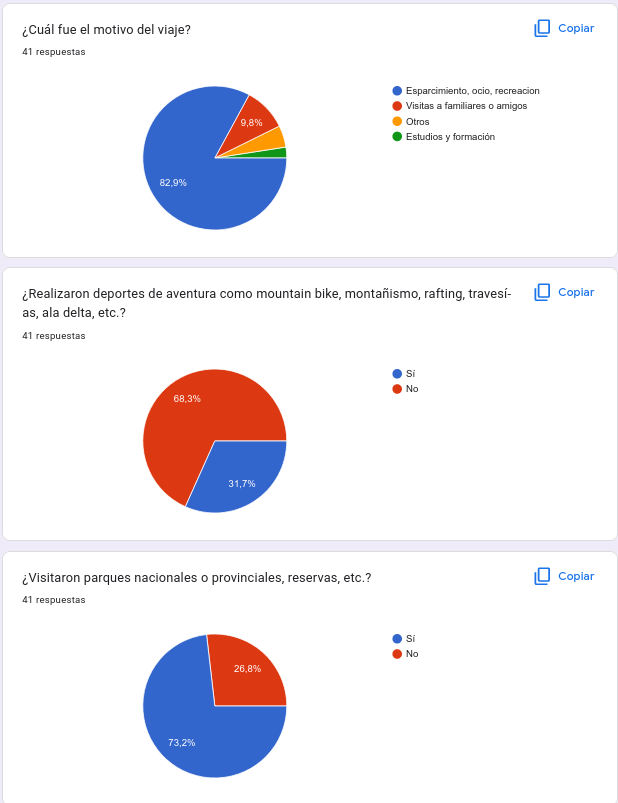 ¿Cuál fue el motivo del viaje?
Copiar
41 respuestas
Esparcimiento, ocio, recreacion
Visitas a familiares o amigos
Otros
Estudios y formación
9,8%
82,9%
¿Realizaron deportes de aventura como mountain bike, montañismo, rafting, travesí-
as, ala delta, etc.?
Copiar
41 respuestas
Sí
No
68,3%
31,7%
¿Visitaron parques nacionales o provinciales, reservas, etc.?
Copiar
41 respuestas
Sí
No
26,8%
73,2%